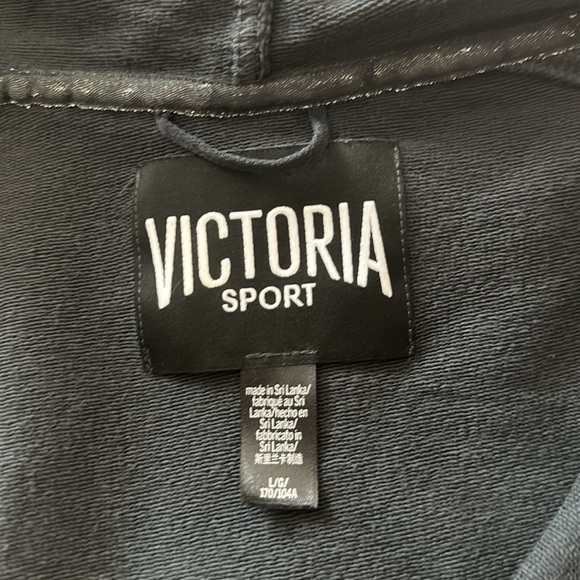 VICTORIA
SPORT
made in Sri Lanka/
fabriqué au Sri
Lanka/hecho en
Sri Lanka/
fabbricato in
Sri Lanka/
斯里兰卡制造
L/G/
170/104A